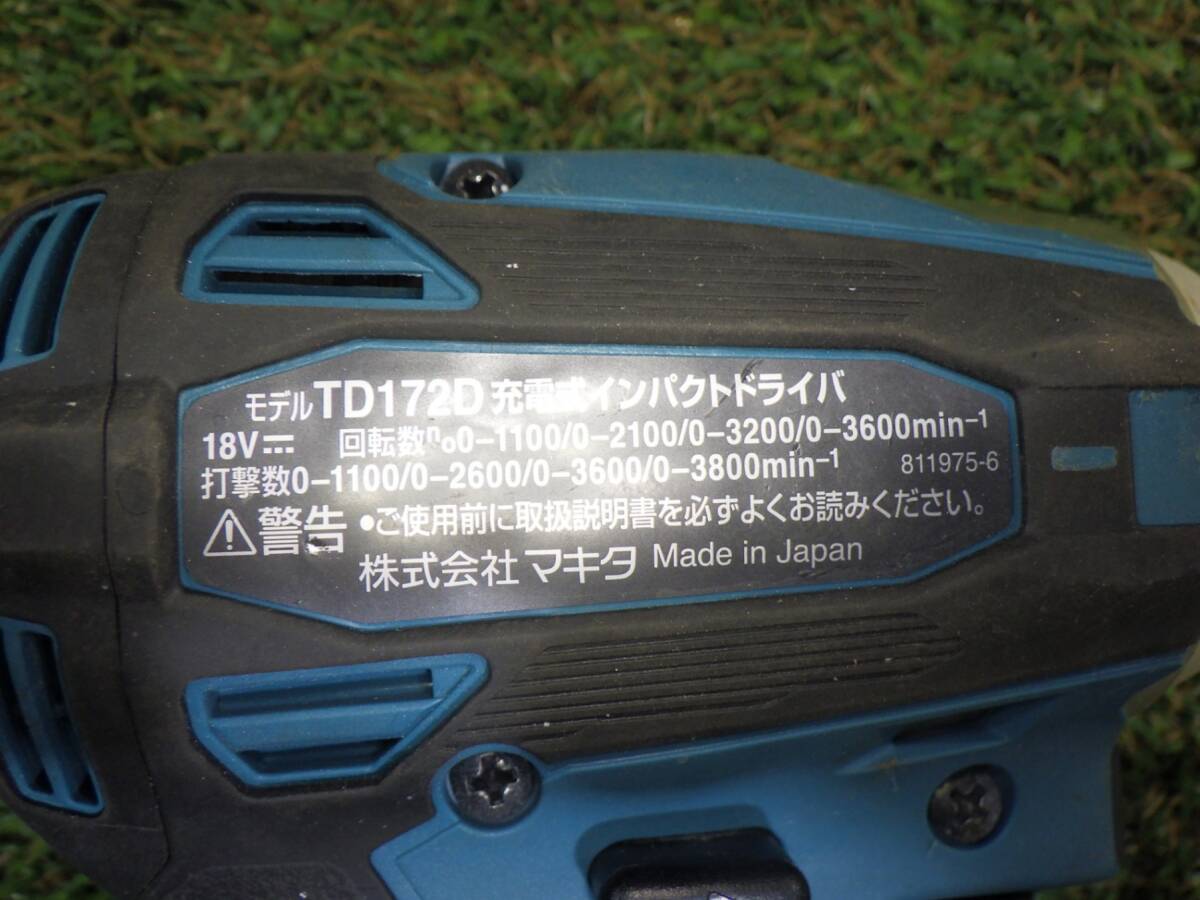 モデルTD172D 充電式インパクトドライバ
18V⎓ 回転数n₀0-1100/0-2100/0-3200/0-3600min⁻¹
打撃数0-1100/0-2600/0-3600/0-3800min⁻¹ 811975-6
⚠警告 •ご使用前に取扱説明書を必ずよくお読みください。
株式会社マキタ Made in Japan